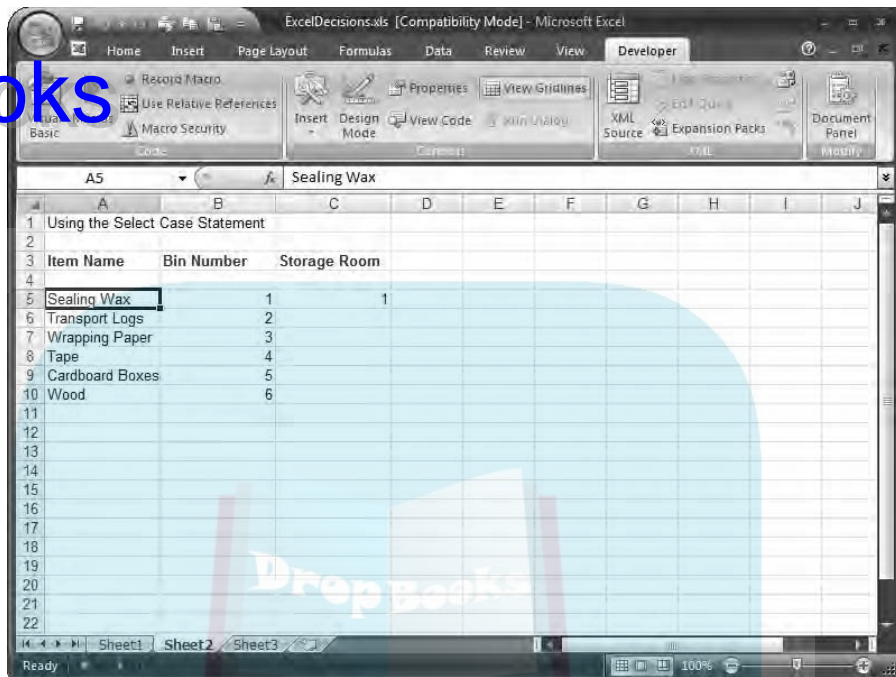 ExcelDecisions.xls [Compatibility Mode] - Microsoft Excel
Home Insert Page Layout Formulas Data Review View Developer
oks
Record Macro
Use Relative References
Macro Security
Basic
Code
Insert Design Mode
Properties
View Code
Run Dialog
View Gridlines
Controls
XML Source
Expansion Packs
XML
Document Panel
Modify
A5 fx Sealing Wax
A B C D E F G H I J
1 Using the Select Case Statement
2
3 Item Name Bin Number Storage Room
4
5 Sealing Wax 1 1
6 Transport Logs 2
7 Wrapping Paper 3
8 Tape 4
9 Cardboard Boxes 5
10 Wood 6
11
12
13
14
15
16
17
18
19
20
21
22
DropBooks
Sheet1 Sheet2 Sheet3
Ready 100%